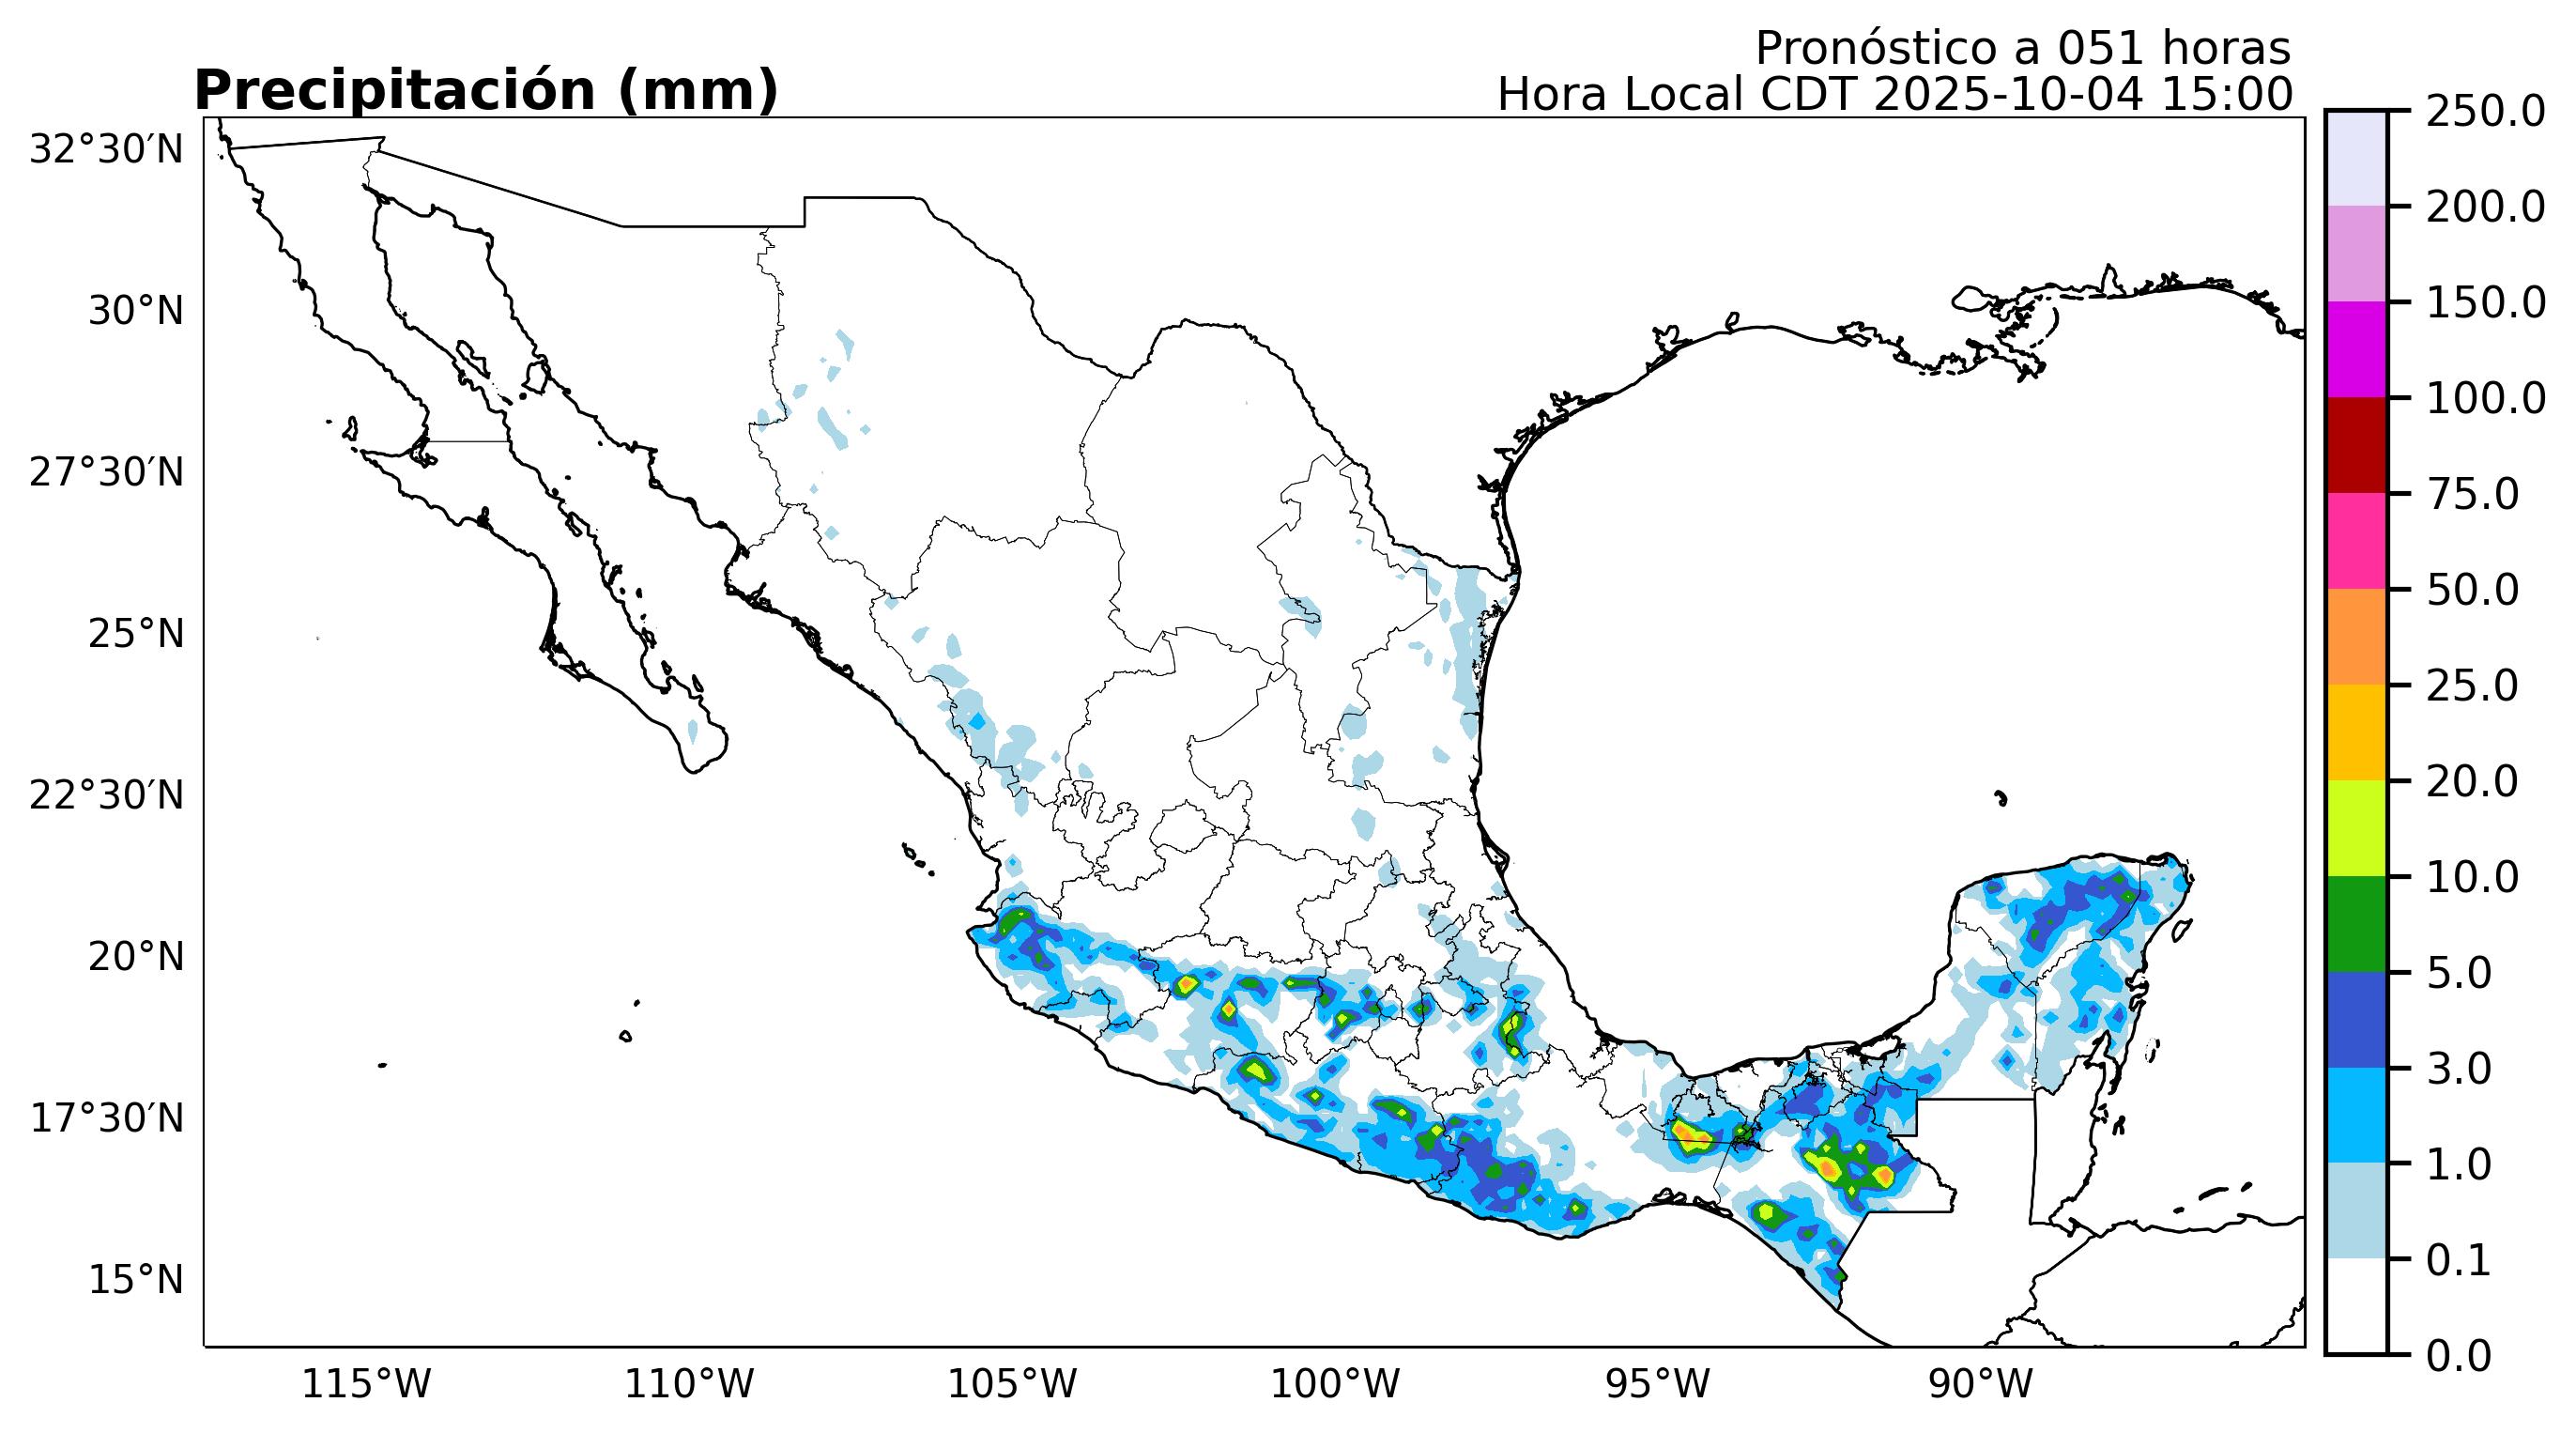 Pronóstico a 051 horas
Precipitación (mm)
Hora Local CDT 2025-10-04 15:00
32°30′N
30°N
27°30′N
25°N
22°30′N
20°N
17°30′N
15°N
115°W
110°W
105°W
100°W
95°W
90°W
250.0
200.0
150.0
100.0
75.0
50.0
25.0
20.0
10.0
5.0
3.0
1.0
0.1
0.0